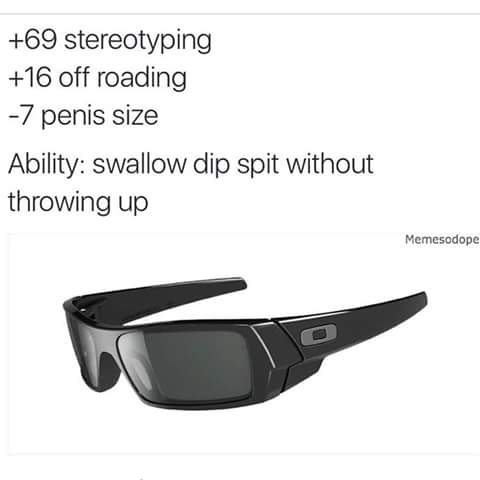 +69 stereotyping
+16 off roading
-7 penis size
Ability: swallow dip spit without
throwing up
Memesodope